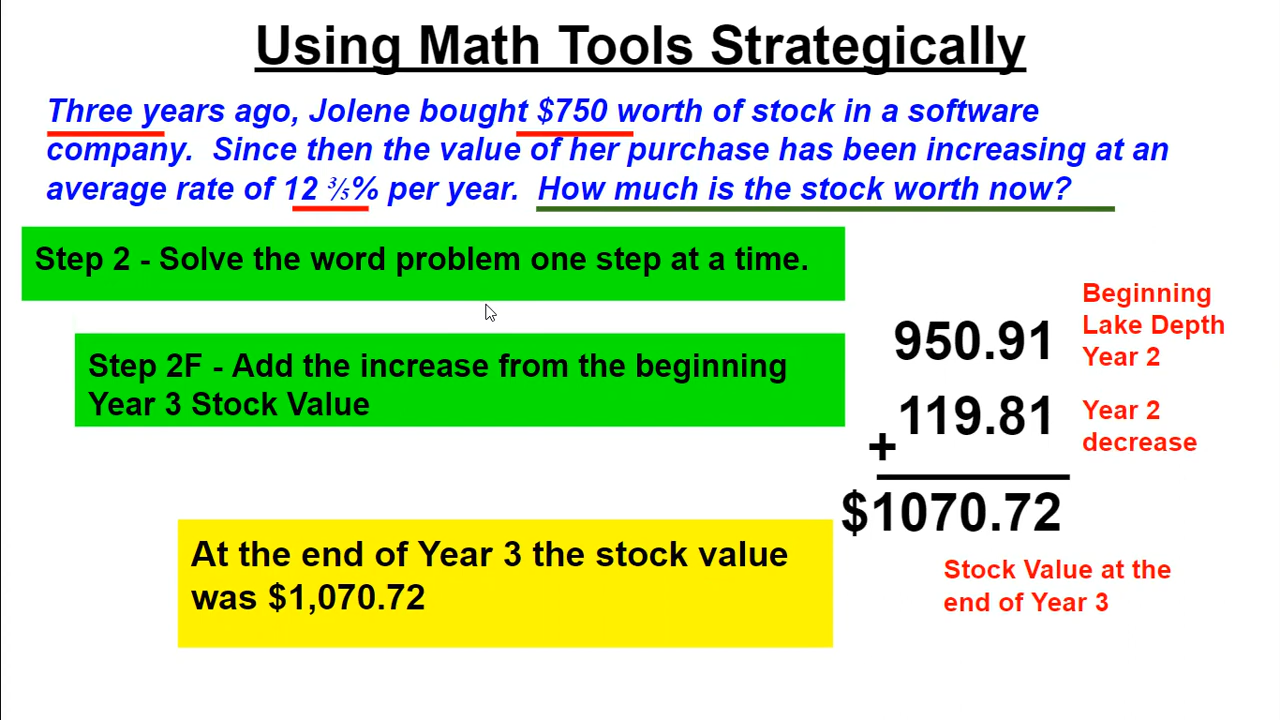 Using Math Tools Strategically
Three years ago, Jolene bought $750 worth of stock in a software
company.  Since then the value of her purchase has been increasing at an
average rate of 12 ⅗% per year.  How much is the stock worth now?
Step 2 - Solve the word problem one step at a time.
Step 2F - Add the increase from the beginning
Year 3 Stock Value
950.91
Beginning
Lake Depth
Year 2
119.81
+
Year 2
decrease
$1070.72
Stock Value at the
end of Year 3
At the end of Year 3 the stock value
was $1,070.72